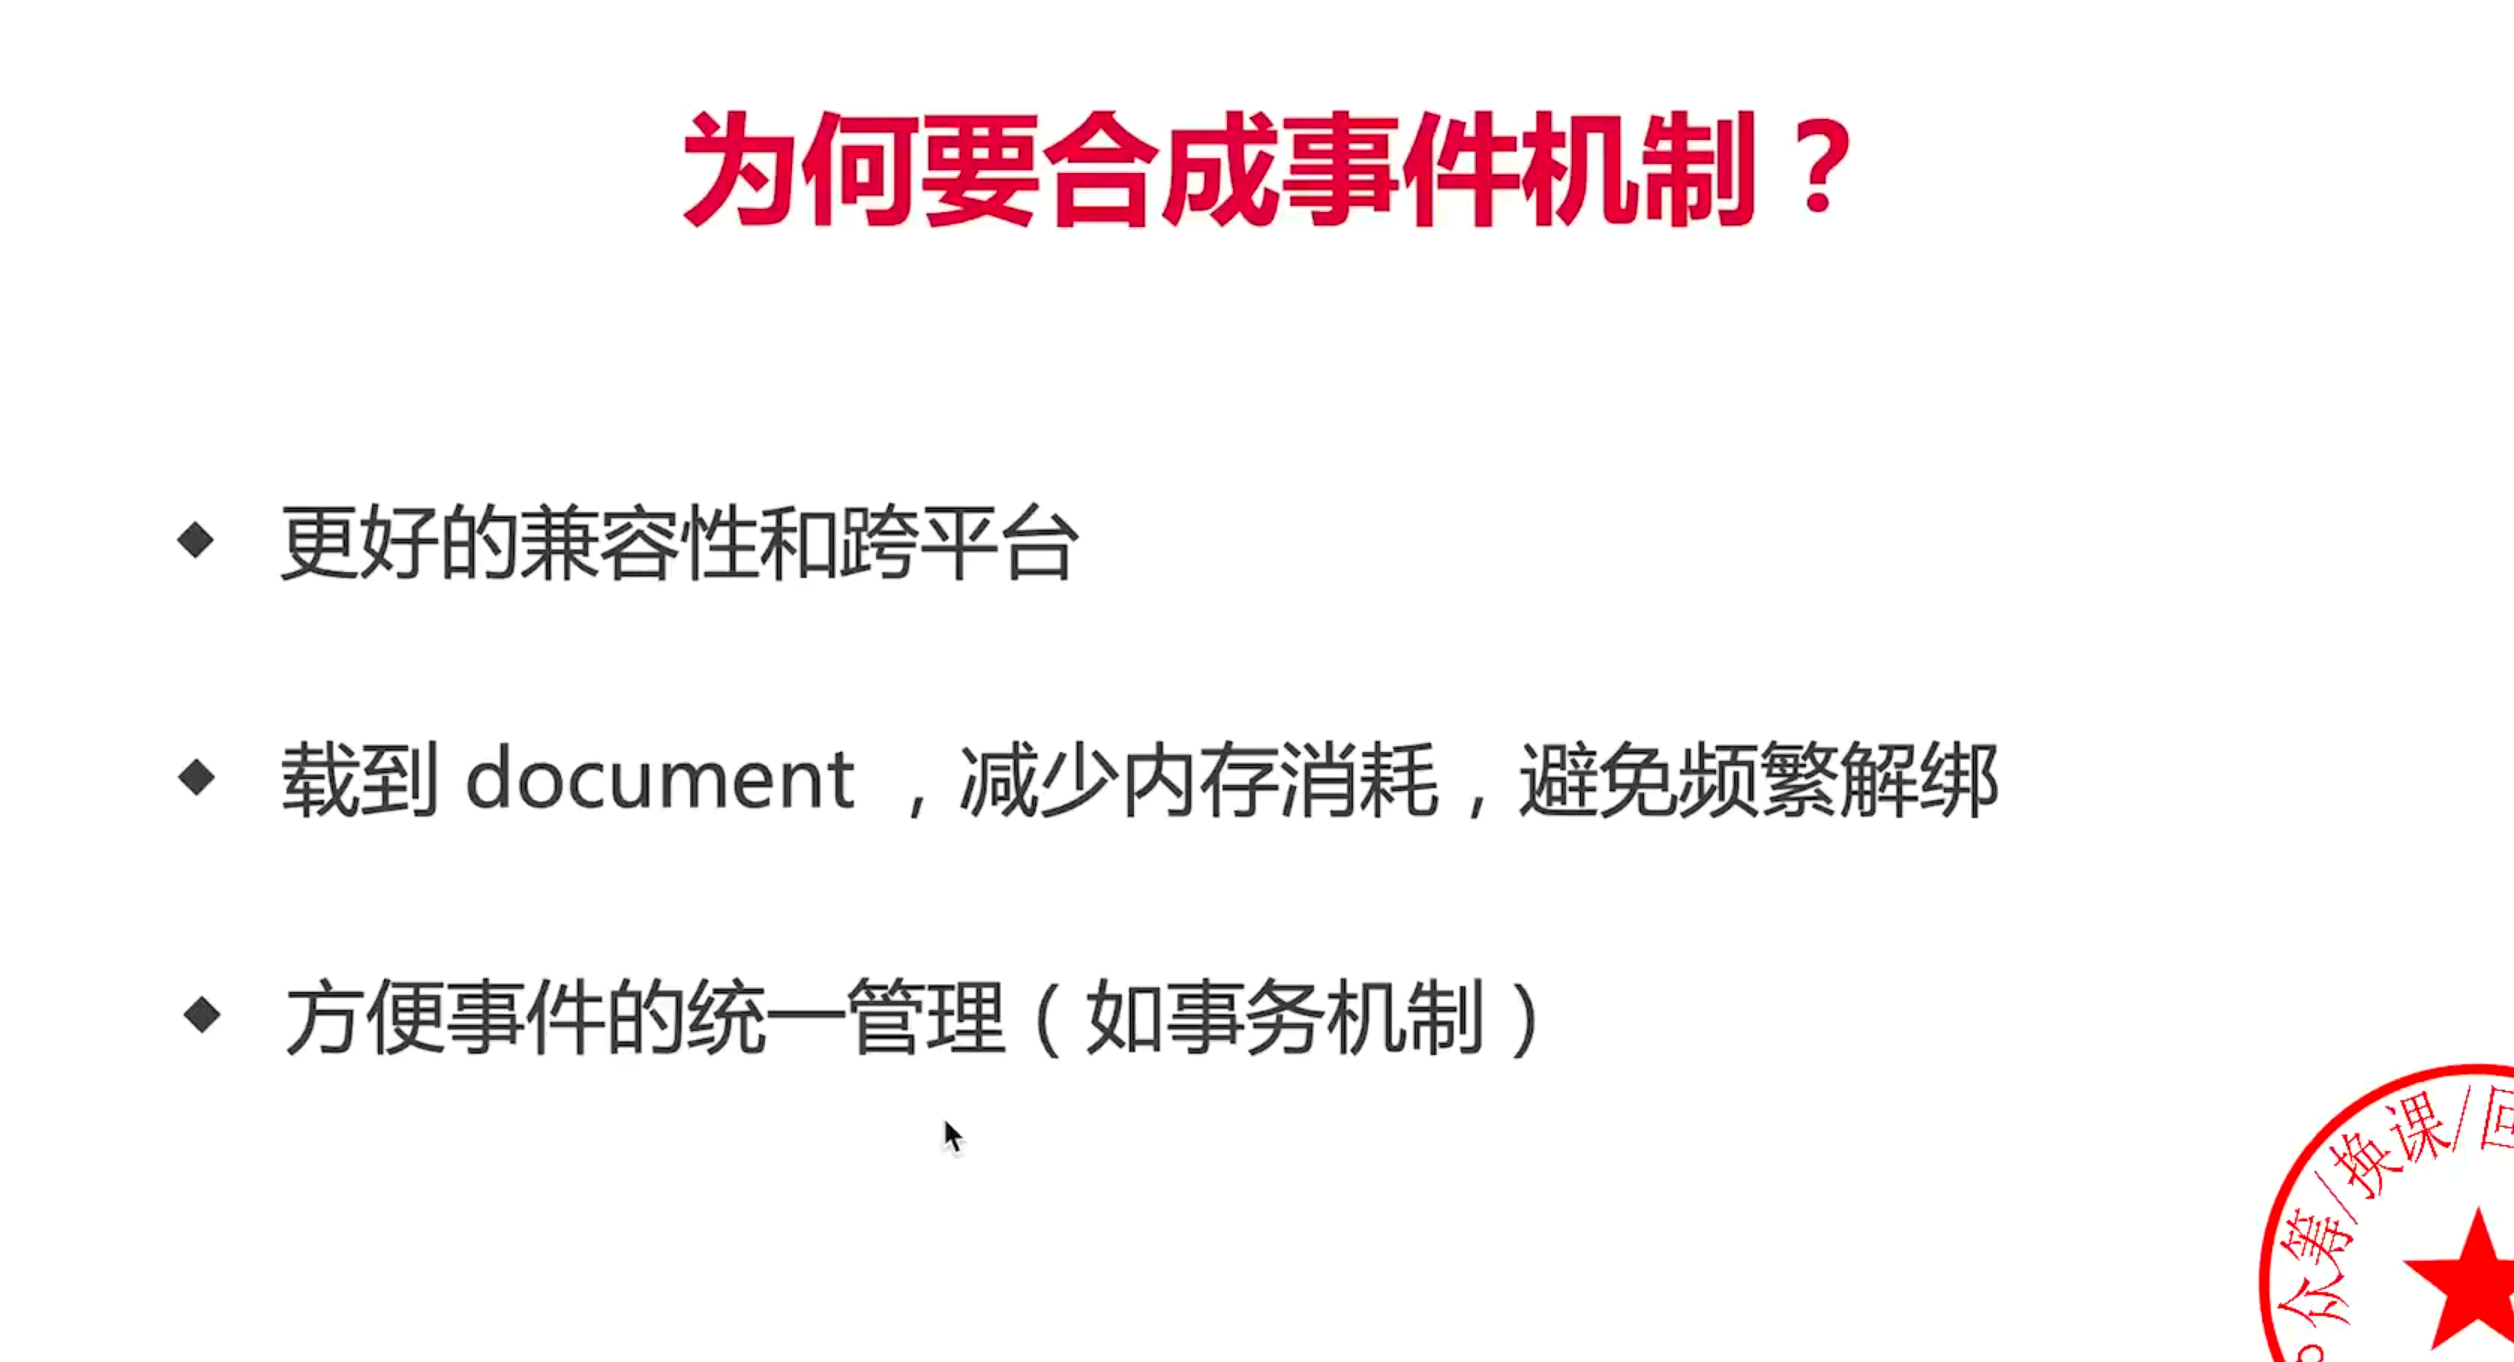 为何要合成事件机制？
◆ 更好的兼容性和跨平台
◆ 载到 document ，减少内存消耗，避免频繁解绑
◆ 方便事件的统一管理（如事务机制）
众筹/换课/回